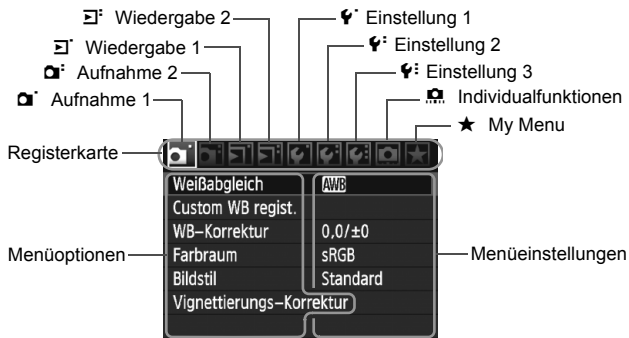 Wiedergabe 2
Einstellung 1
Wiedergabe 1
Einstellung 2
Aufnahme 2
Einstellung 3
Aufnahme 1
Individualfunktionen
My Menu
Registerkarte
Weißabgleich AWB
Custom WB regist.
WB-Korrektur 0,0/±0
Menüoptionen
Farbraum sRGB
Menüeinstellungen
Bildstil Standard
Vignettierungs-Korrektur